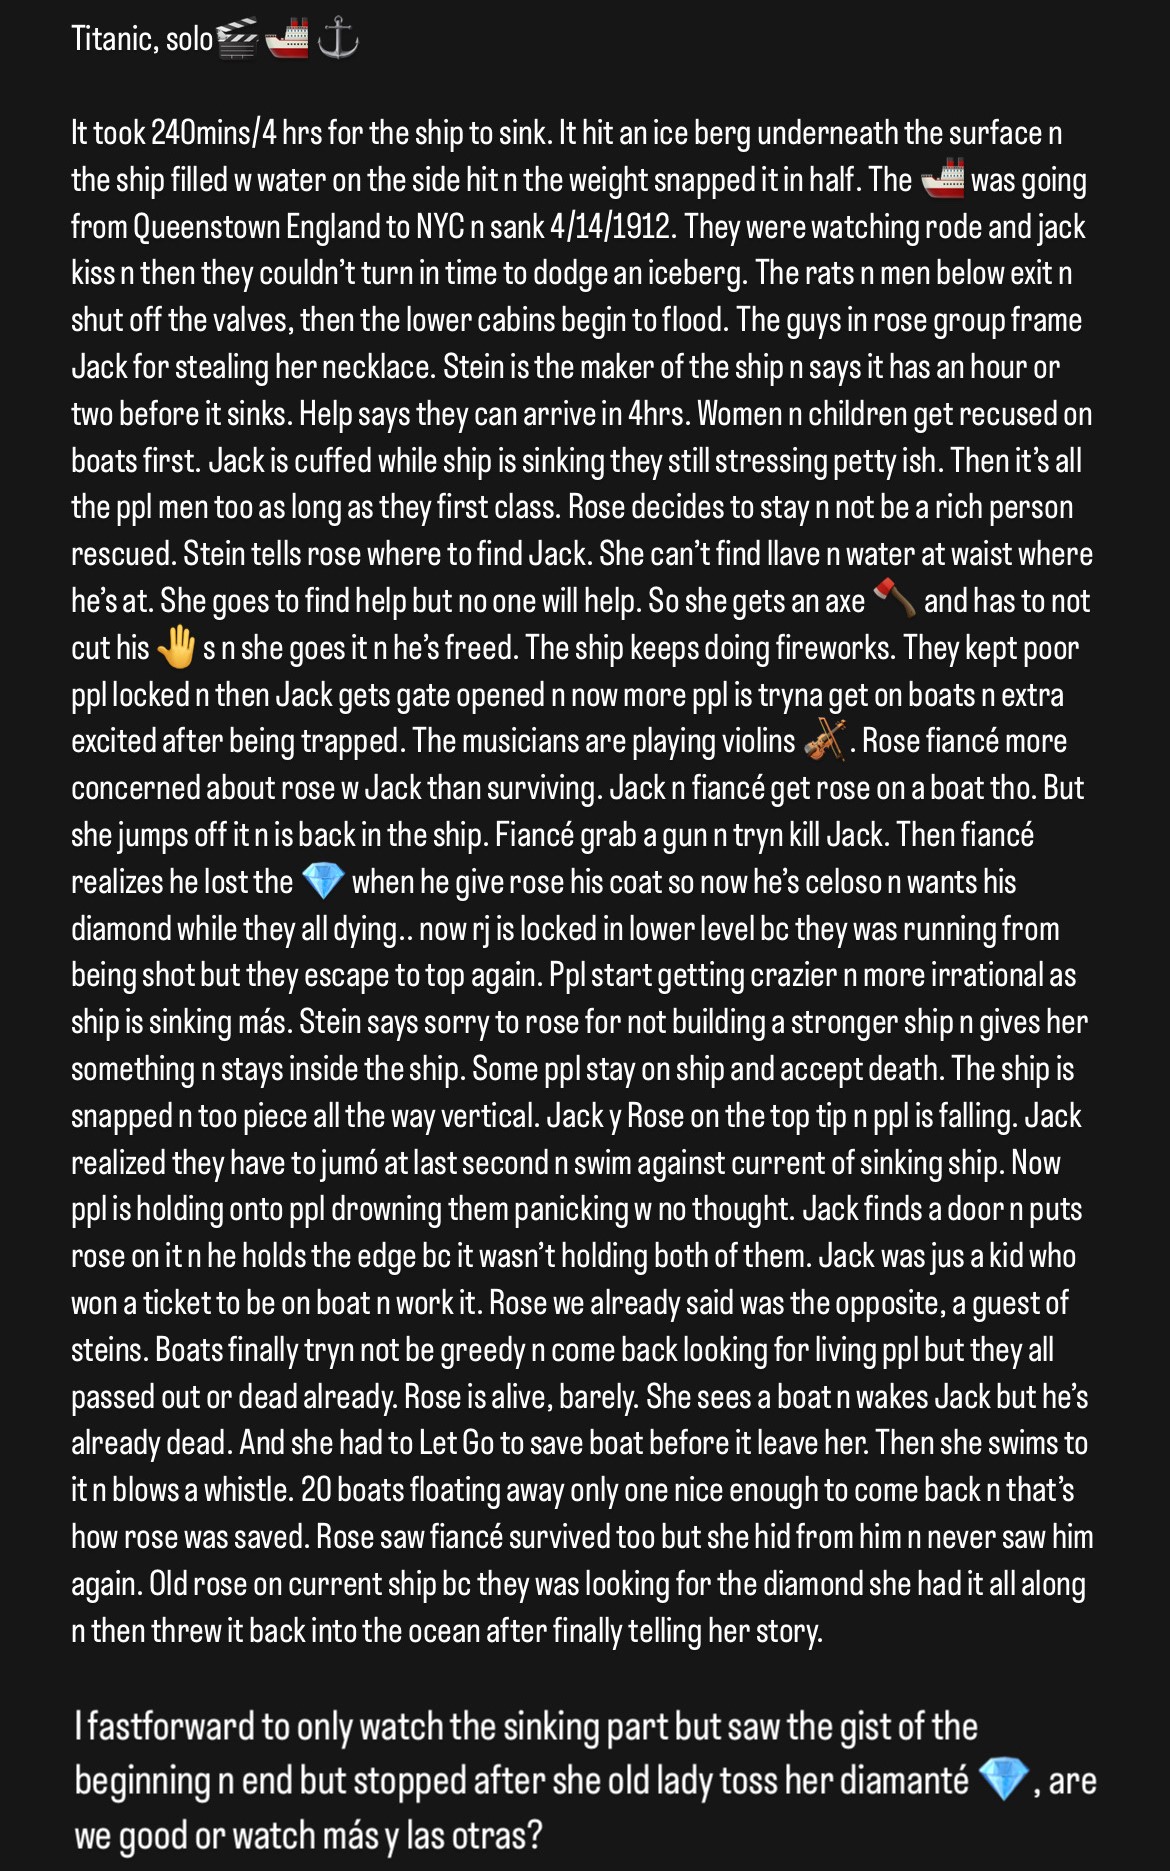 Titanic, solo🎬🚢⚓
It took 240mins/4 hrs for the ship to sink. It hit an ice berg underneath the surface n
the ship filled w water on the side hit n the weight snapped it in half. The 🚢 was going
from Queenstown England to NYC n sank 4/14/1912. They were watching rode and jack
kiss n then they couldn’t turn in time to dodge an iceberg. The rats n men below exit n
shut off the valves, then the lower cabins begin to flood. The guys in rose group frame
Jack for stealing her necklace. Stein is the maker of the ship n says it has an hour or
two before it sinks. Help says they can arrive in 4hrs. Women n children get recused on
boats first. Jack is cuffed while ship is sinking they still stressing petty ish. Then it’s all
the ppl men too as long as they first class. Rose decides to stay n not be a rich person
rescued. Stein tells rose where to find Jack. She can’t find llave n water at waist where
he’s at. She goes to find help but no one will help. So she gets an axe 🪓 and has to not
cut his 🤚 s n she goes it n he’s freed. The ship keeps doing fireworks. They kept poor
ppl locked n then Jack gets gate opened n now more ppl is tryna get on boats n extra
excited after being trapped. The musicians are playing violins 🎻. Rose fiancé more
concerned about rose w Jack than surviving. Jack n fiancé get rose on a boat tho. But
she jumps off it n is back in the ship. Fiancé grab a gun n tryn kill Jack. Then fiancé
realizes he lost the 💎 when he give rose his coat so now he’s celoso n wants his
diamond while they all dying.. now rj is locked in lower level bc they was running from
being shot but they escape to top again. Ppl start getting crazier n more irrational as
ship is sinking más. Stein says sorry to rose for not building a stronger ship n gives her
something n stays inside the ship. Some ppl stay on ship and accept death. The ship is
snapped n too piece all the way vertical. Jack y Rose on the top tip n ppl is falling. Jack
realized they have to jumó at last second n swim against current of sinking ship. Now
ppl is holding onto ppl drowning them panicking w no thought. Jack finds a door n puts
rose on it n he holds the edge bc it wasn’t holding both of them. Jack was jus a kid who
won a ticket to be on boat n work it. Rose we already said was the opposite, a guest of
steins. Boats finally tryn not be greedy n come back looking for living ppl but they all
passed out or dead already. Rose is alive, barely. She sees a boat n wakes Jack but he’s
already dead. And she had to Let Go to save boat before it leave her. Then she swims to
it n blows a whistle. 20 boats floating away only one nice enough to come back n that’s
how rose was saved. Rose saw fiancé survived too but she hid from him n never saw him
again. Old rose on current ship bc they was looking for the diamond she had it all along
n then threw it back into the ocean after finally telling her story.
I fastforward to only watch the sinking part but saw the gist of the
beginning n end but stopped after she old lady toss her diamanté 💎, are
we good or watch más y las otras?